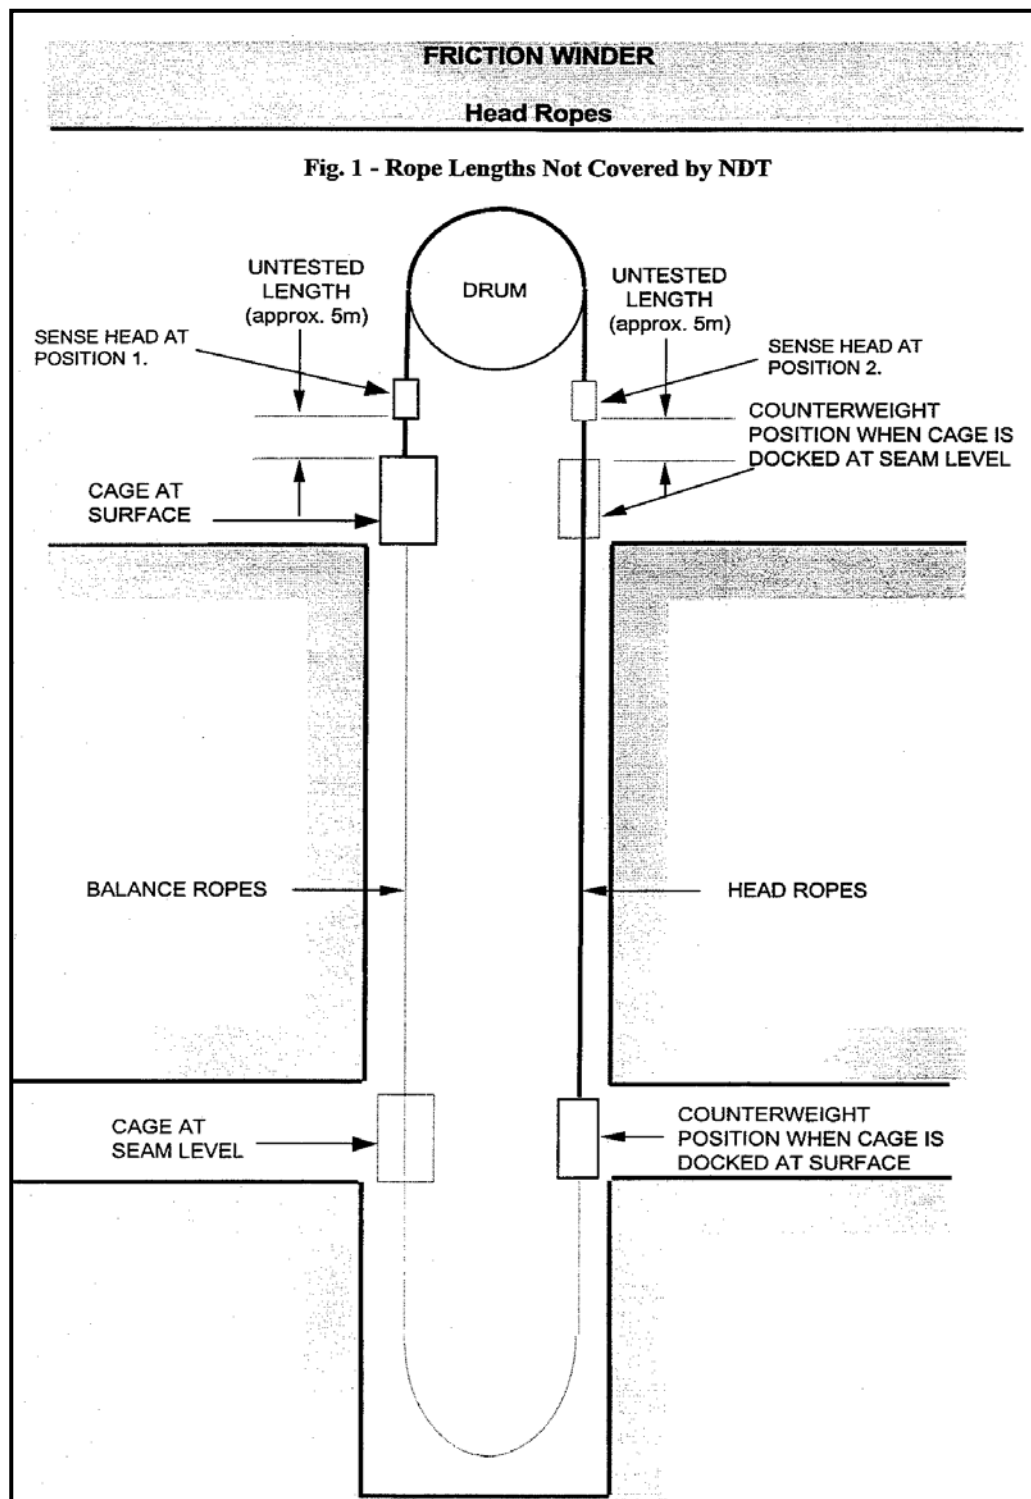 FRICTION WINDER
Head Ropes
Fig. 1 - Rope Lengths Not Covered by NDT
UNTESTED
LENGTH
(approx. 5m)
DRUM
UNTESTED
LENGTH
(approx. 5m)
SENSE HEAD AT
POSITION 1.
SENSE HEAD AT
POSITION 2.
COUNTERWEIGHT
POSITION WHEN CAGE IS
DOCKED AT SEAM LEVEL
CAGE AT
SURFACE
BALANCE ROPES
HEAD ROPES
CAGE AT
SEAM LEVEL
COUNTERWEIGHT
POSITION WHEN CAGE IS
DOCKED AT SURFACE